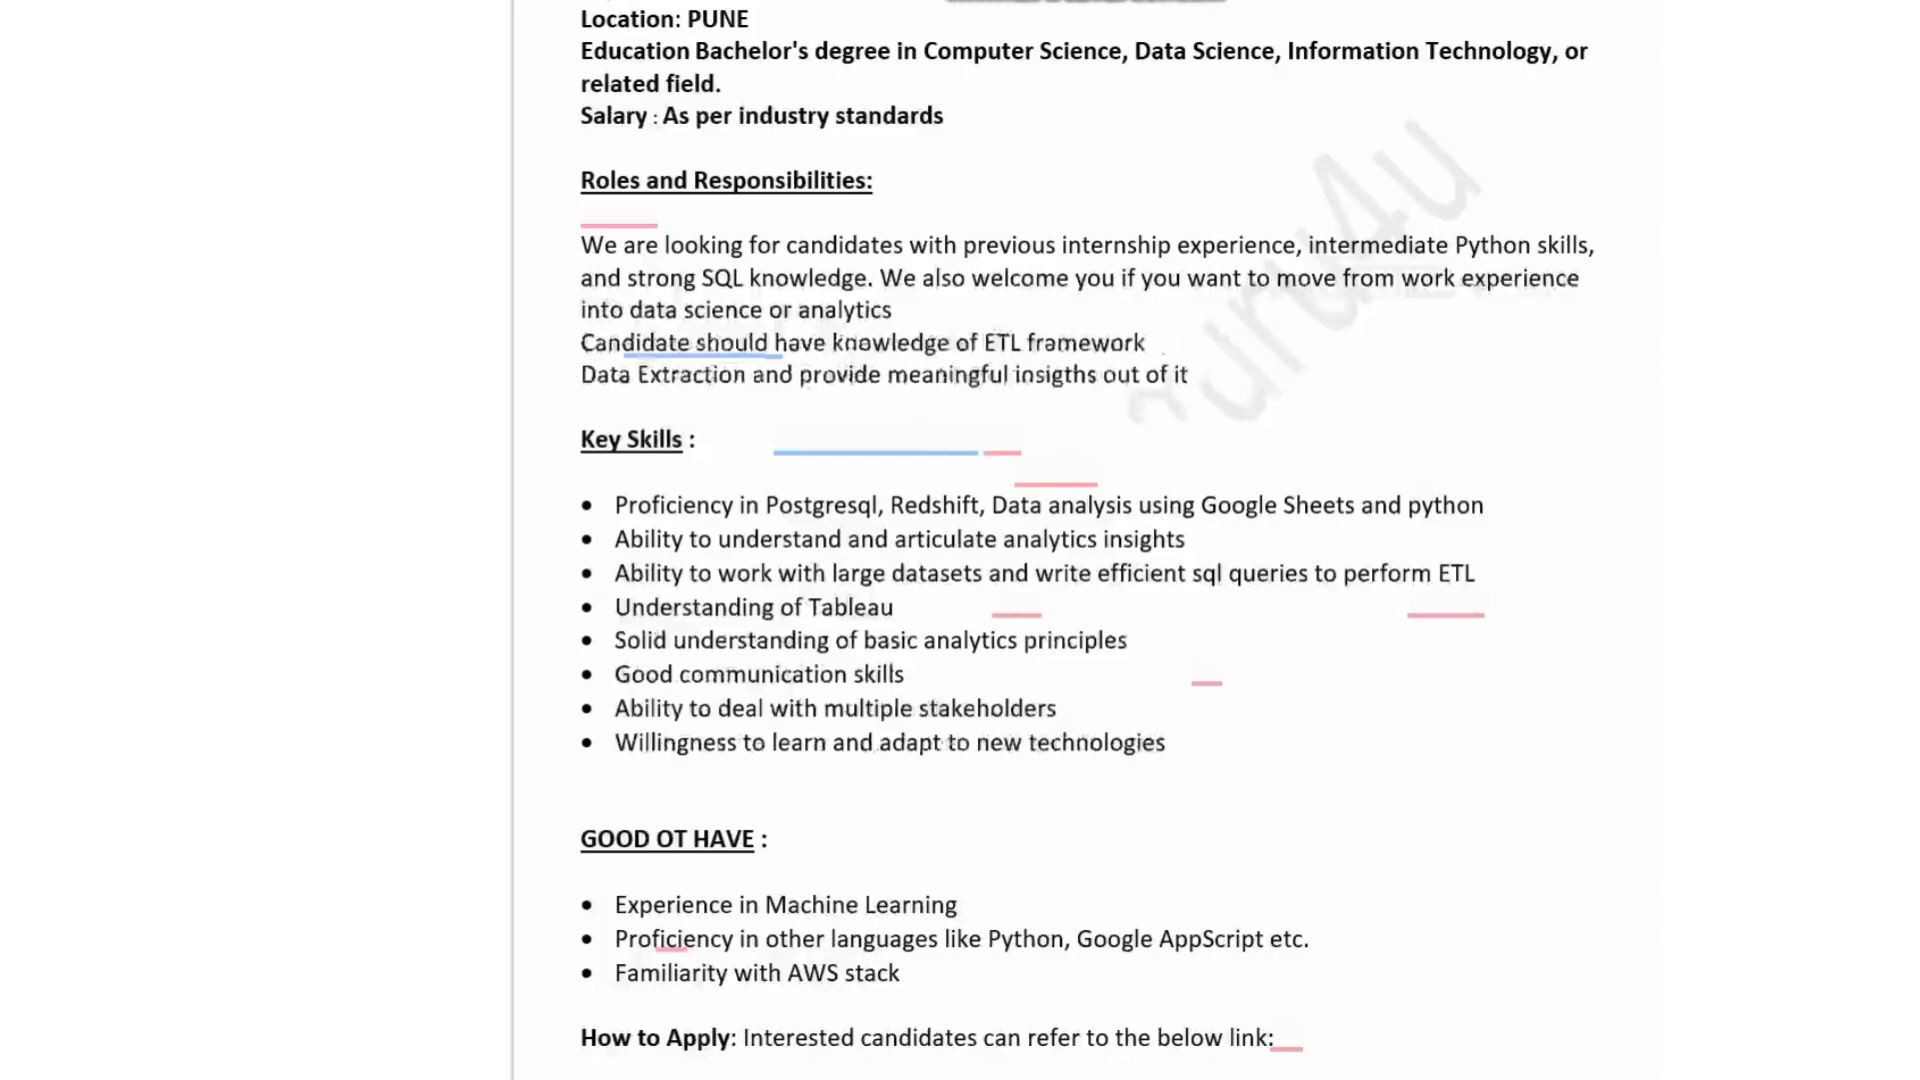 Location: PUNE
Education Bachelor's degree in Computer Science, Data Science, Information Technology, or
related field.
Salary : As per industry standards
Roles and Responsibilities:
We are looking for candidates with previous internship experience, intermediate Python skills,
and strong SQL knowledge. We also welcome you if you want to move from work experience
into data science or analytics
Candidate should have knowledge of ETL framework
Data Extraction and provide meaningful insigths out of it
Key Skills :
• Proficiency in Postgresql, Redshift, Data analysis using Google Sheets and python
• Ability to understand and articulate analytics insights
• Ability to work with large datasets and write efficient sql queries to perform ETL
• Understanding of Tableau
• Solid understanding of basic analytics principles
• Good communication skills
• Ability to deal with multiple stakeholders
• Willingness to learn and adapt to new technologies
GOOD OT HAVE :
• Experience in Machine Learning
• Proficiency in other languages like Python, Google AppScript etc.
• Familiarity with AWS stack
How to Apply: Interested candidates can refer to the below link: